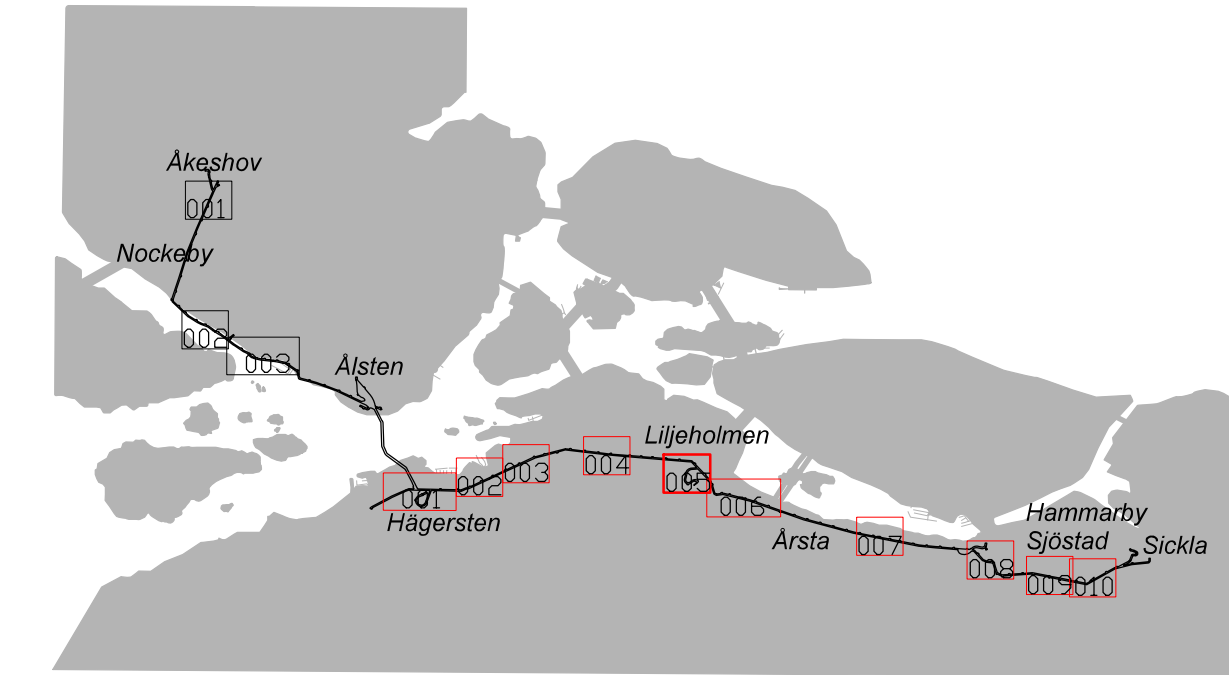 Åkeshov
001
Nockeby
002
003
Ålsten
Liljeholmen
003
004
002
005
001
006
Hägersten
Hammarby
Sjöstad
Årsta
007
Sickla
008
009
010